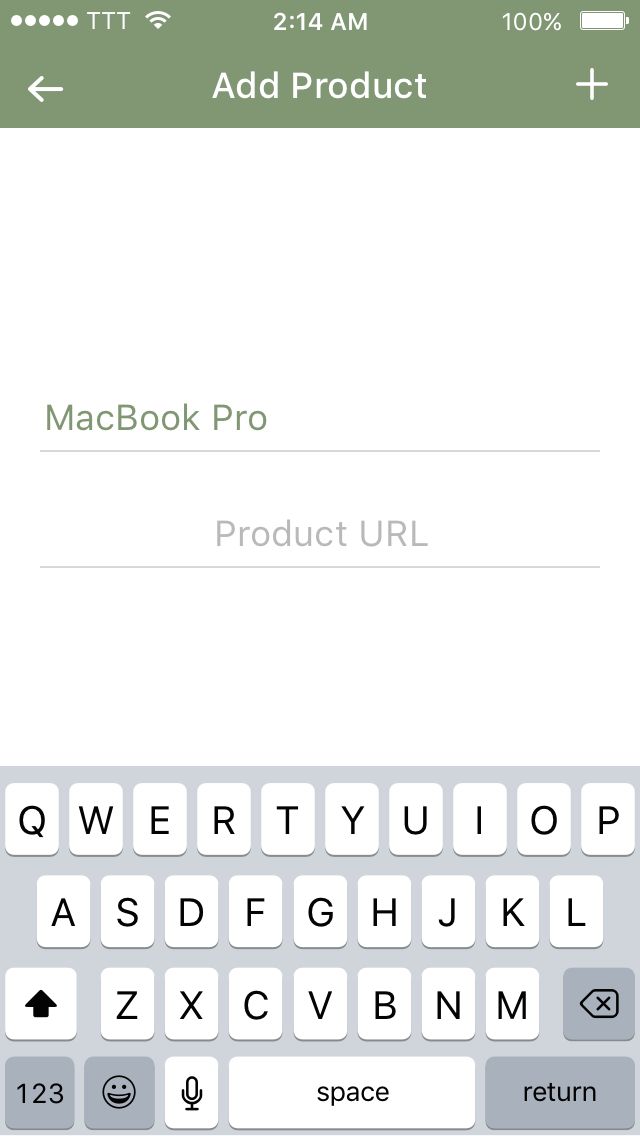 TTT 2:14 AM 100%
Add Product
MacBook Pro
Product URL
Q W E R T Y U I O P
A S D F G H J K L
Z X C V B N M
123 space return